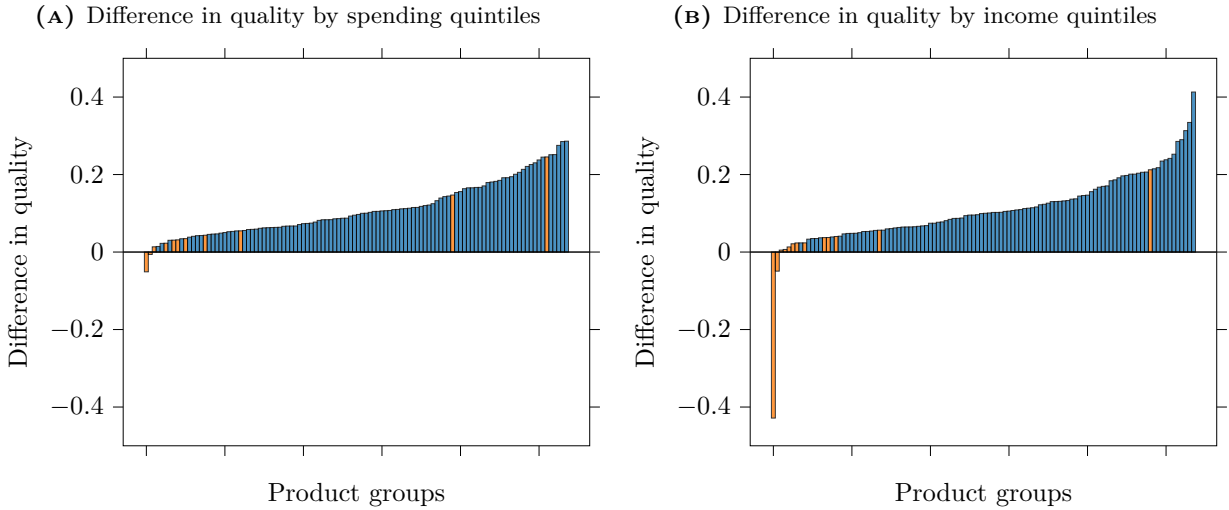 (A) Difference in quality by spending quintiles
0.4
0.2
0
−0.2
−0.4
Difference in quality
Product groups
(B) Difference in quality by income quintiles
0.4
0.2
0
−0.2
−0.4
Difference in quality
Product groups